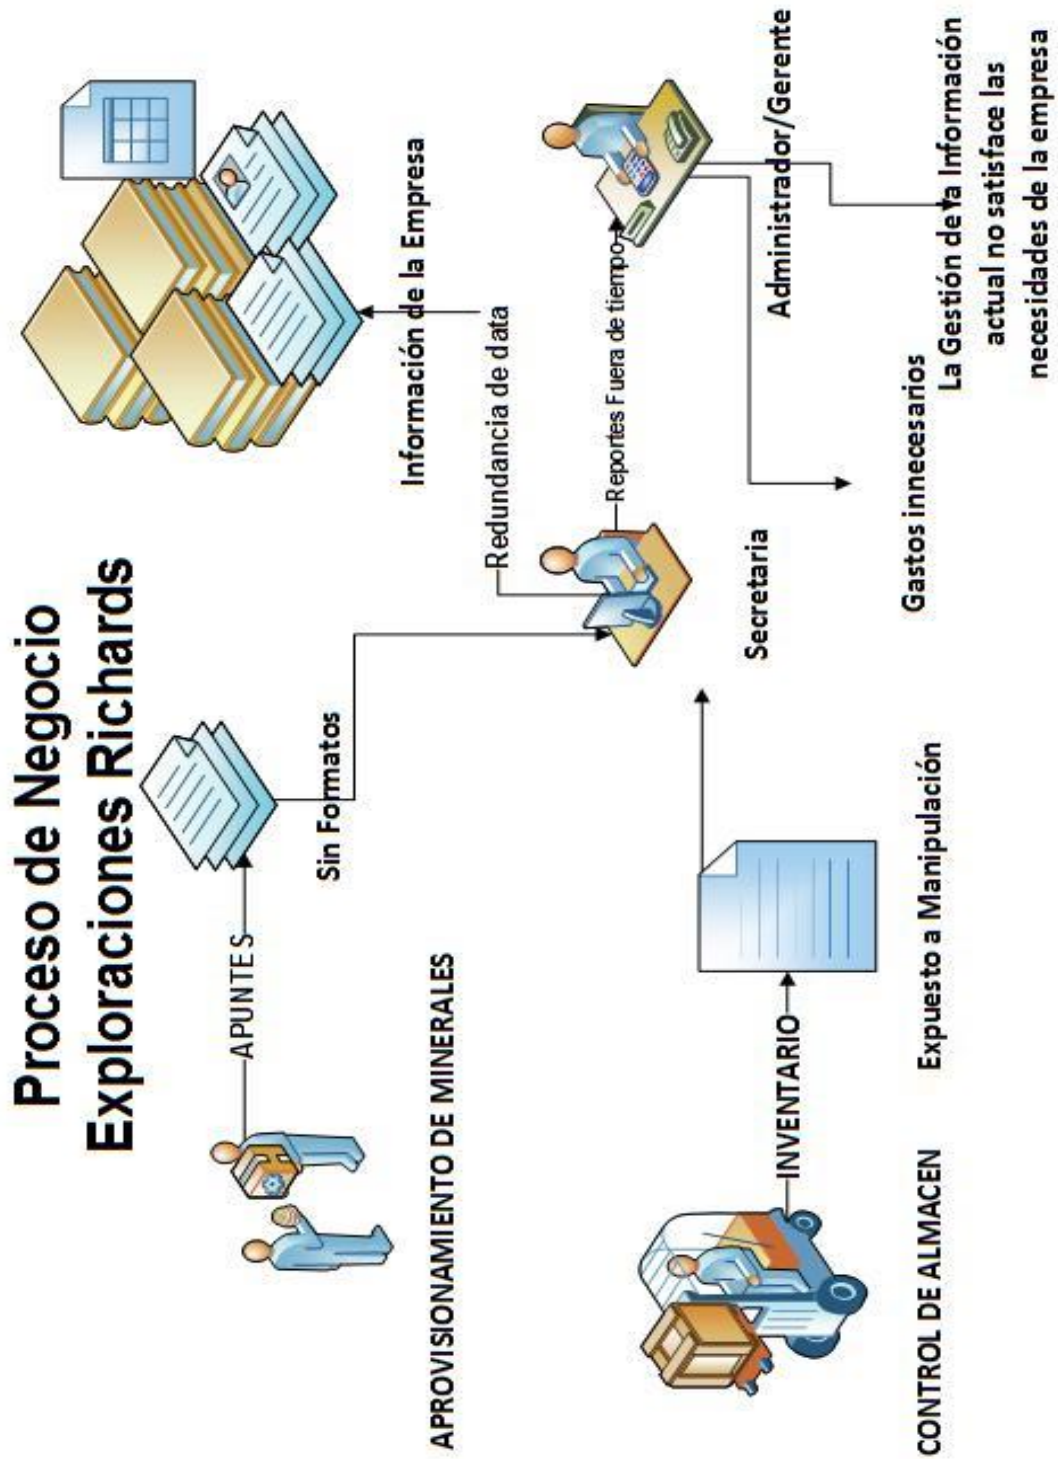 Proceso de Negocio
Exploraciones Richards
APUNTES
Sin Formatos
APROVISIONAMIENTO DE MINERALES
Información de la Empresa
Redundancia de data
Reportes Fuera de tiempo
Secretaria
Administrador/Gerente
INVENTARIO
Expuesto a Manipulación
CONTROL DE ALMACEN
Gastos innecesarios
La Gestión de la Información
actual no satisface las
necesidades de la empresa